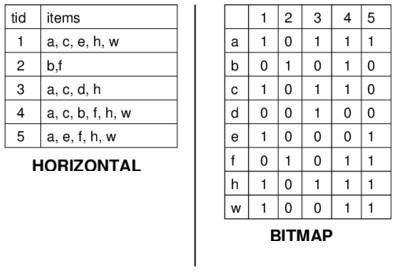 tid items
1 a, c, e, h, w
2 b,f
3 a, c, d, h
4 a, c, b, f, h, w
5 a, e, f, h, w
HORIZONTAL
1 2 3 4 5
a 1 0 1 1 1
b 0 1 0 1 0
c 1 0 1 1 0
d 0 0 1 0 0
e 1 0 0 0 1
f 0 1 0 1 1
h 1 0 1 1 1
w 1 0 0 1 1
BITMAP